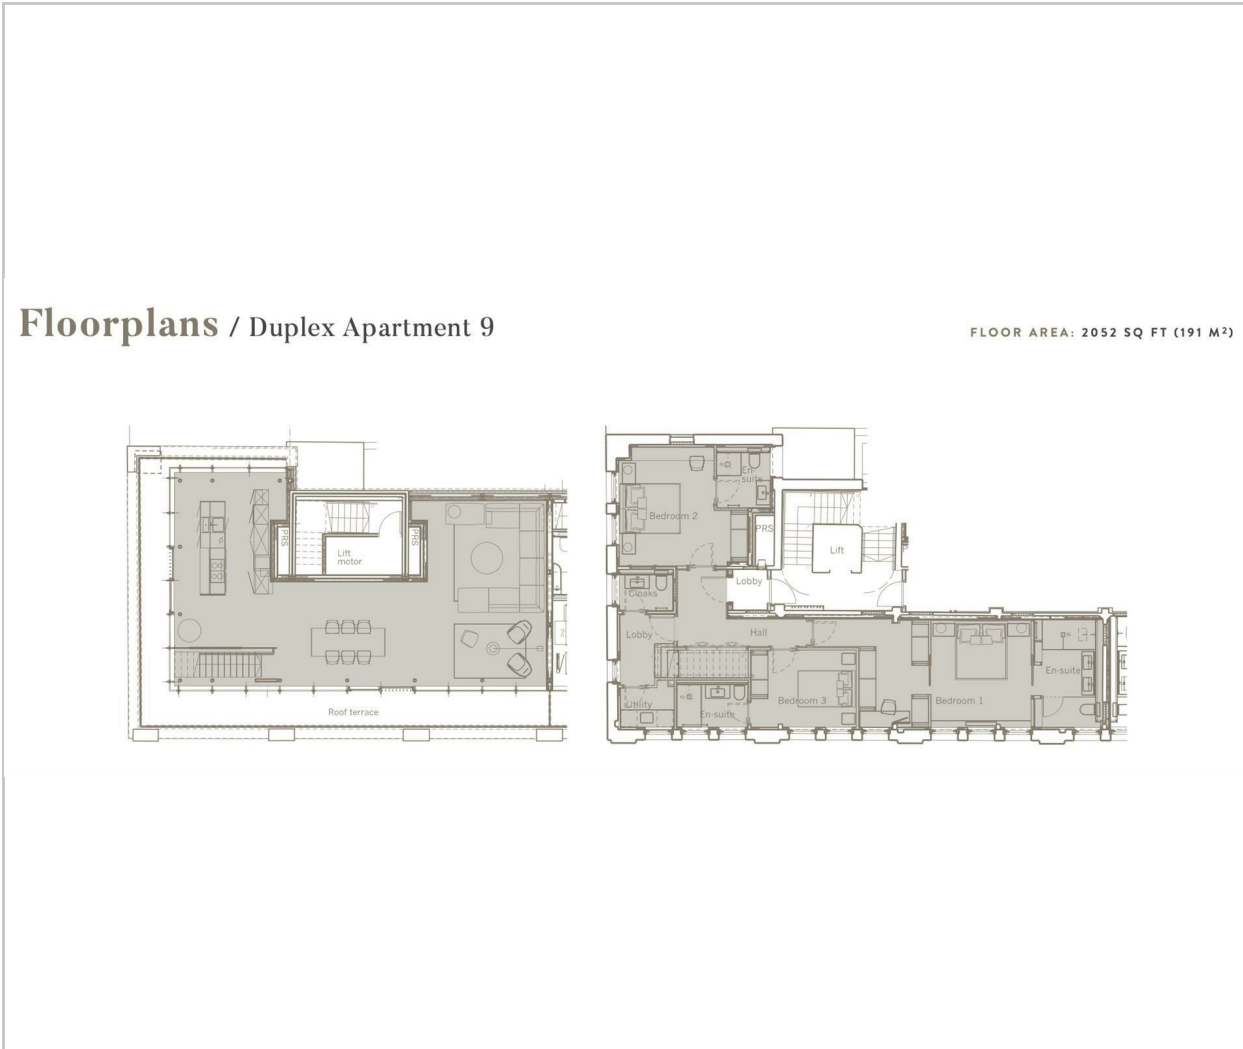 Floorplans / Duplex Apartment 9
FLOOR AREA: 2052 SQ FT (191 M²)
PRS
Lift
motor
PRS
Roof terrace
Bedroom 2
En-
suite
PRS
Lift
Lobby
Cloaks
Lobby
Hall
Utility
En-suite
Bedroom 3
Bedroom 1
En-suite